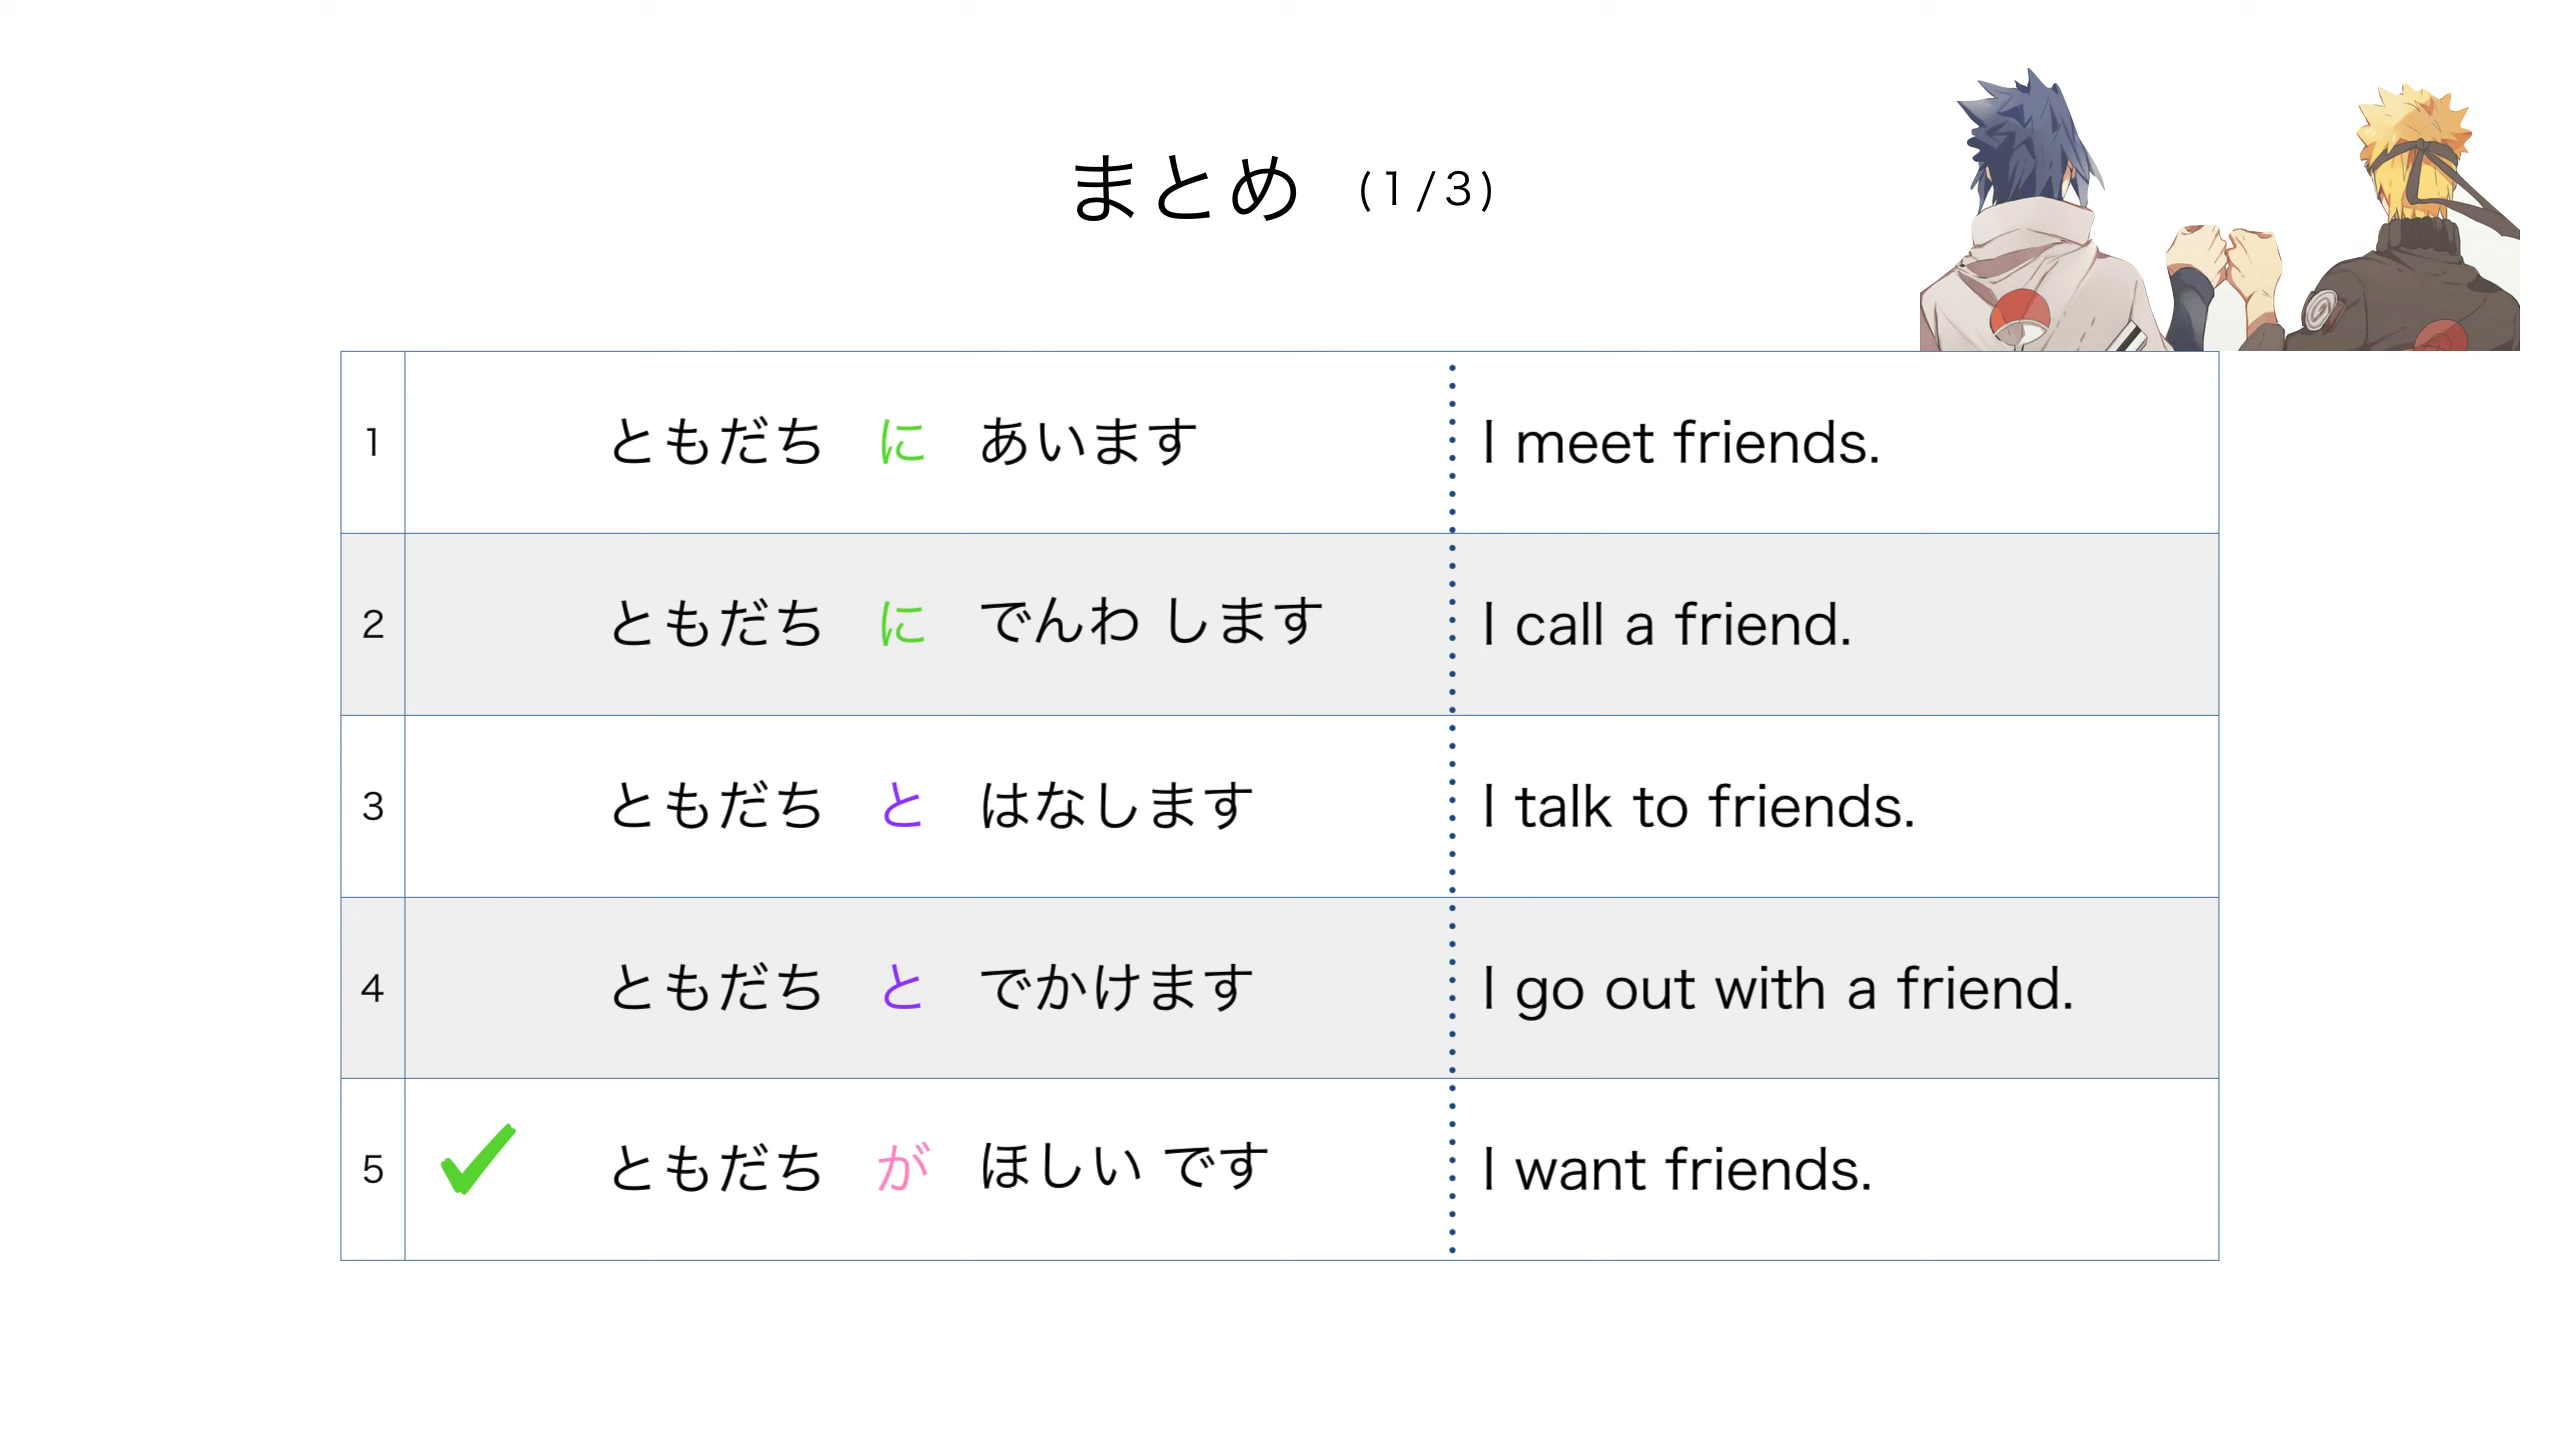 まとめ (1/3)
1 ともだち に あいます I meet friends.
2 ともだち に でんわ します I call a friend.
3 ともだち と はなします I talk to friends.
4 ともだち と でかけます I go out with a friend.
5 ともだち が ほしい です I want friends.